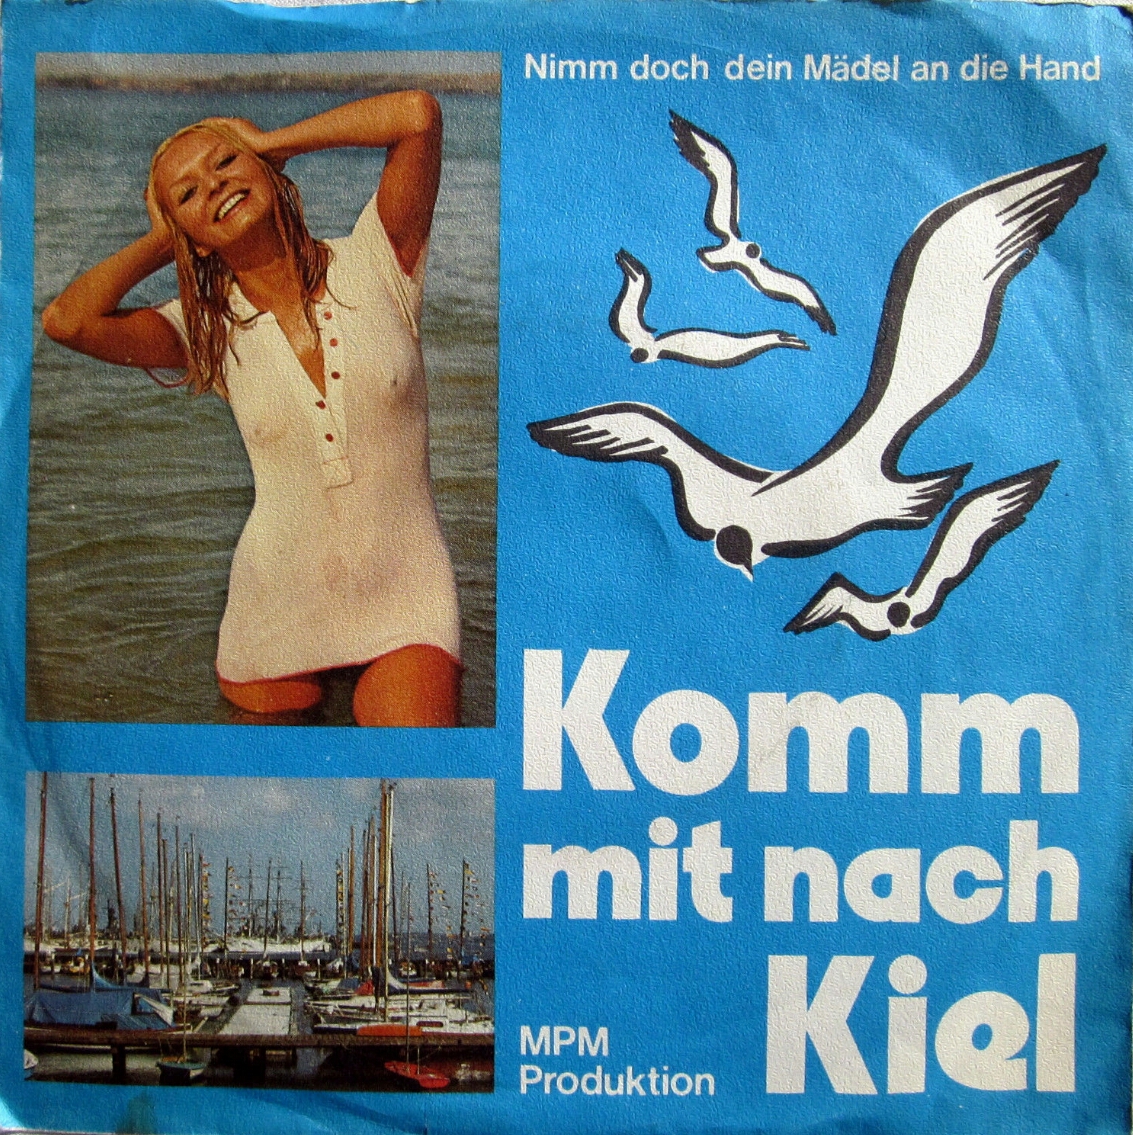 Nimm doch dein Mädel an die Hand
Komm
mit nach
Kiel
MPM
Produktion